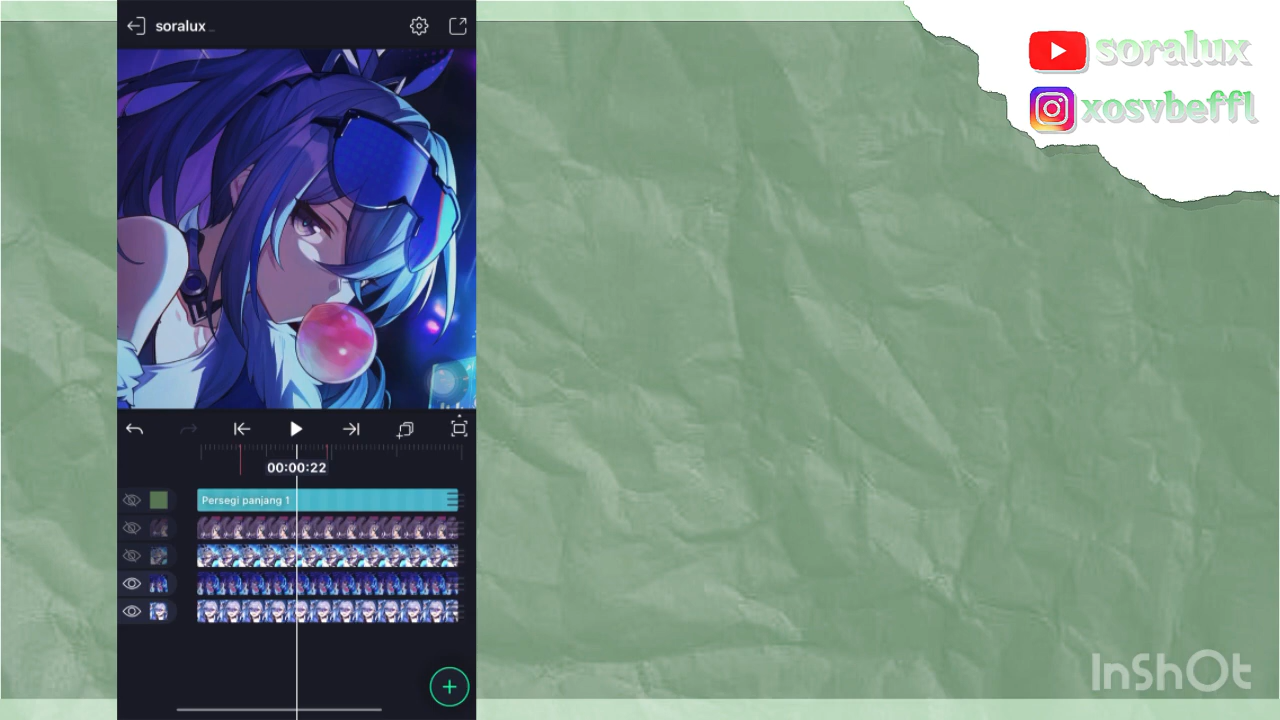 soralux
00:00:22
Persegi panjang 1
soralux
xosvbeffl
InShOt